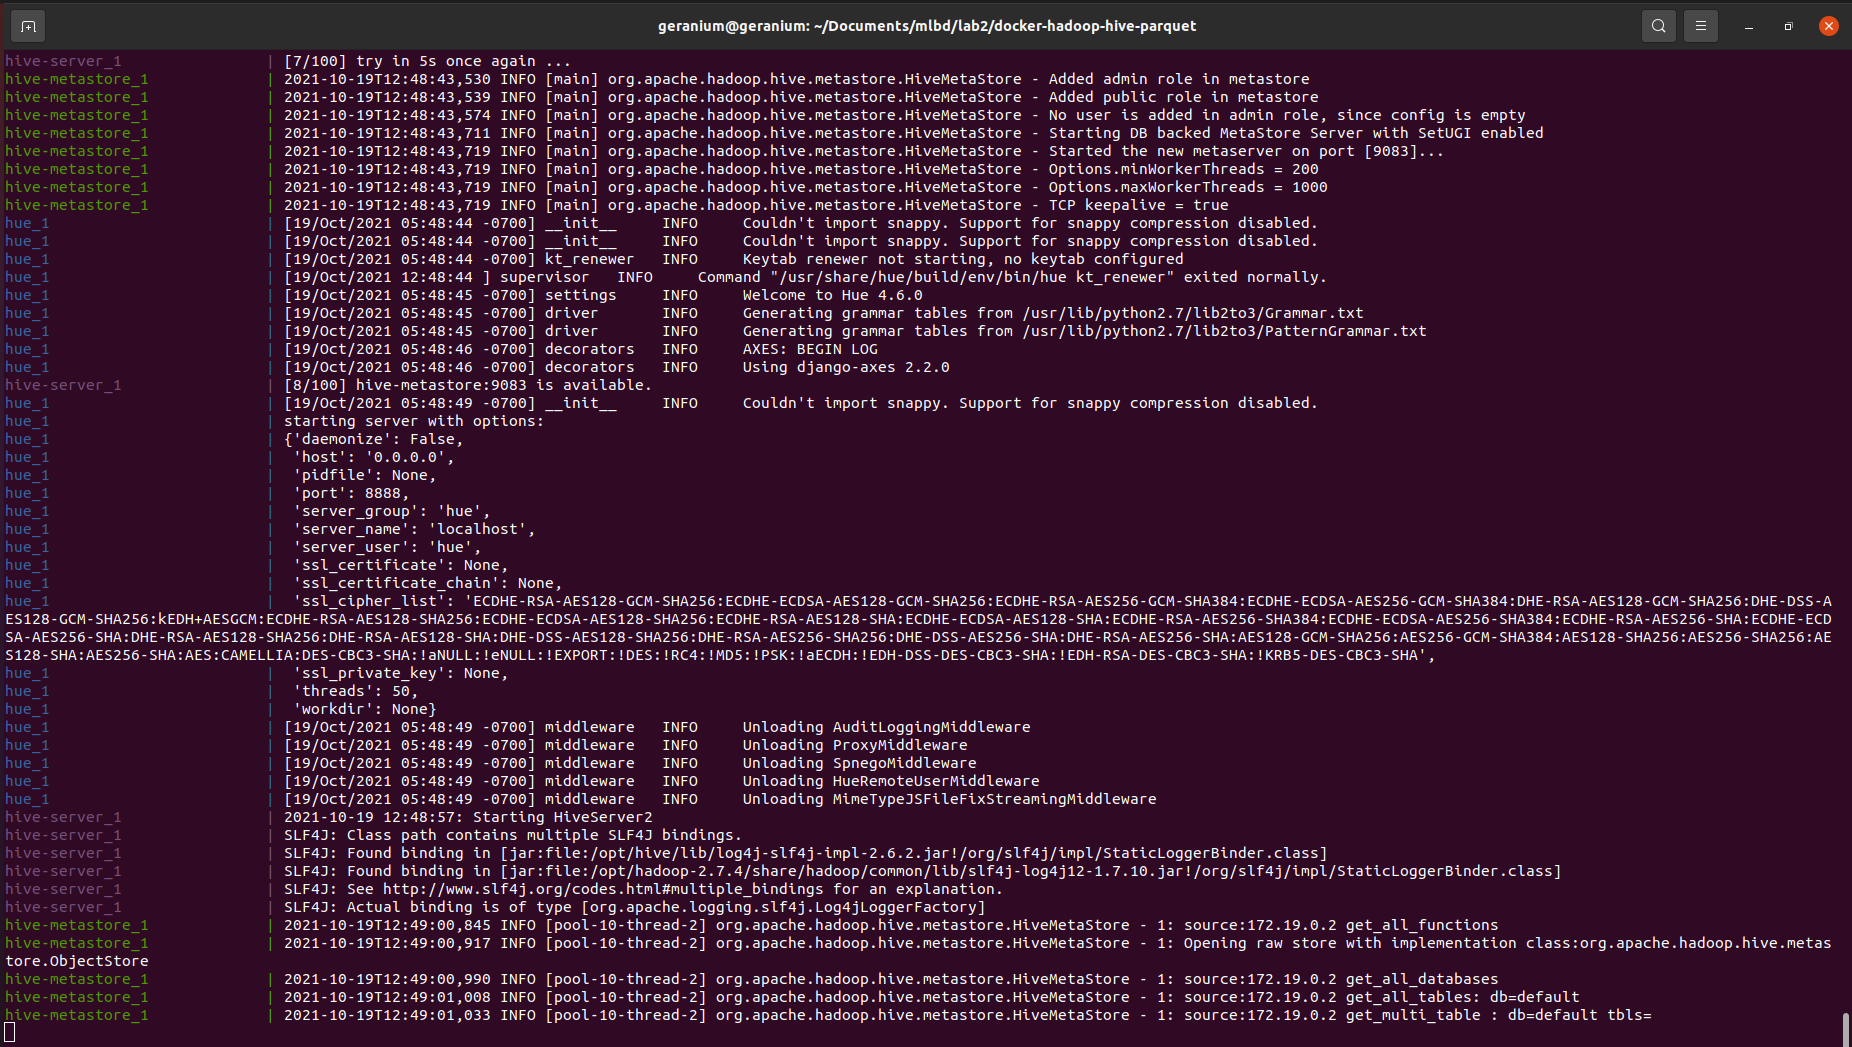 geranium@geranium: ~/Documents/mlbd/lab2/docker-hadoop-hive-parquet
hive-server_1 | [7/100] try in 5s once again ...
hive-metastore_1 | 2021-10-19T12:48:43,530 INFO [main] org.apache.hadoop.hive.metastore.HiveMetaStore - Added admin role in metastore
hive-metastore_1 | 2021-10-19T12:48:43,539 INFO [main] org.apache.hadoop.hive.metastore.HiveMetaStore - Added public role in metastore
hive-metastore_1 | 2021-10-19T12:48:43,574 INFO [main] org.apache.hadoop.hive.metastore.HiveMetaStore - No user is added in admin role, since config is empty
hive-metastore_1 | 2021-10-19T12:48:43,711 INFO [main] org.apache.hadoop.hive.metastore.HiveMetaStore - Starting DB backed MetaStore Server with SetUGI enabled
hive-metastore_1 | 2021-10-19T12:48:43,719 INFO [main] org.apache.hadoop.hive.metastore.HiveMetaStore - Started the new metaserver on port [9083]...
hive-metastore_1 | 2021-10-19T12:48:43,719 INFO [main] org.apache.hadoop.hive.metastore.HiveMetaStore - Options.minWorkerThreads = 200
hive-metastore_1 | 2021-10-19T12:48:43,719 INFO [main] org.apache.hadoop.hive.metastore.HiveMetaStore - Options.maxWorkerThreads = 1000
hive-metastore_1 | 2021-10-19T12:48:43,719 INFO [main] org.apache.hadoop.hive.metastore.HiveMetaStore - TCP keepalive = true
hue_1 | [19/Oct/2021 05:48:44 -0700] __init__ INFO Couldn't import snappy. Support for snappy compression disabled.
hue_1 | [19/Oct/2021 05:48:44 -0700] __init__ INFO Couldn't import snappy. Support for snappy compression disabled.
hue_1 | [19/Oct/2021 05:48:44 -0700] kt_renewer INFO Keytab renewer not starting, no keytab configured
hue_1 | [19/Oct/2021 12:48:44 ] supervisor INFO Command "/usr/share/hue/build/env/bin/hue kt_renewer" exited normally.
hue_1 | [19/Oct/2021 05:48:45 -0700] settings INFO Welcome to Hue 4.6.0
hue_1 | [19/Oct/2021 05:48:45 -0700] driver INFO Generating grammar tables from /usr/lib/python2.7/lib2to3/Grammar.txt
hue_1 | [19/Oct/2021 05:48:45 -0700] driver INFO Generating grammar tables from /usr/lib/python2.7/lib2to3/PatternGrammar.txt
hue_1 | [19/Oct/2021 05:48:46 -0700] decorators INFO AXES: BEGIN LOG
hue_1 | [19/Oct/2021 05:48:46 -0700] decorators INFO Using django-axes 2.2.0
hive-server_1 | [8/100] hive-metastore:9083 is available.
hue_1 | [19/Oct/2021 05:48:49 -0700] __init__ INFO Couldn't import snappy. Support for snappy compression disabled.
hue_1 | starting server with options:
hue_1 | {'daemonize': False,
hue_1 | 'host': '0.0.0.0',
hue_1 | 'pidfile': None,
hue_1 | 'port': 8888,
hue_1 | 'server_group': 'hue',
hue_1 | 'server_name': 'localhost',
hue_1 | 'server_user': 'hue',
hue_1 | 'ssl_certificate': None,
hue_1 | 'ssl_certificate_chain': None,
hue_1 | 'ssl_cipher_list': 'ECDHE-RSA-AES128-GCM-SHA256:ECDHE-ECDSA-AES128-GCM-SHA256:ECDHE-RSA-AES256-GCM-SHA384:ECDHE-ECDSA-AES256-GCM-SHA384:DHE-RSA-AES128-GCM-SHA256:DHE-DSS-A
ES128-GCM-SHA256:kEDH+AESGCM:ECDHE-RSA-AES128-SHA256:ECDHE-ECDSA-AES128-SHA256:ECDHE-RSA-AES128-SHA:ECDHE-ECDSA-AES128-SHA:ECDHE-RSA-AES256-SHA384:ECDHE-ECDSA-AES256-SHA384:ECDHE-RSA-AES256-SHA:ECDHE-ECD
SA-AES256-SHA:DHE-RSA-AES128-SHA256:DHE-RSA-AES128-SHA:DHE-DSS-AES128-SHA256:DHE-RSA-AES256-SHA256:DHE-DSS-AES256-SHA:DHE-RSA-AES256-SHA:AES128-GCM-SHA256:AES256-GCM-SHA384:AES128-SHA256:AES256-SHA256:AE
S128-SHA:AES256-SHA:AES:CAMELLIA:DES-CBC3-SHA:!aNULL:!eNULL:!EXPORT:!DES:!RC4:!MD5:!PSK:!aECDH:!EDH-DSS-DES-CBC3-SHA:!EDH-RSA-DES-CBC3-SHA:!KRB5-DES-CBC3-SHA',
hue_1 | 'ssl_private_key': None,
hue_1 | 'threads': 50,
hue_1 | 'workdir': None}
hue_1 | [19/Oct/2021 05:48:49 -0700] middleware INFO Unloading AuditLoggingMiddleware
hue_1 | [19/Oct/2021 05:48:49 -0700] middleware INFO Unloading ProxyMiddleware
hue_1 | [19/Oct/2021 05:48:49 -0700] middleware INFO Unloading SpnegoMiddleware
hue_1 | [19/Oct/2021 05:48:49 -0700] middleware INFO Unloading HueRemoteUserMiddleware
hue_1 | [19/Oct/2021 05:48:49 -0700] middleware INFO Unloading MimeTypeJSFileFixStreamingMiddleware
hive-server_1 | 2021-10-19 12:48:57: Starting HiveServer2
hive-server_1 | SLF4J: Class path contains multiple SLF4J bindings.
hive-server_1 | SLF4J: Found binding in [jar:file:/opt/hive/lib/log4j-slf4j-impl-2.6.2.jar!/org/slf4j/impl/StaticLoggerBinder.class]
hive-server_1 | SLF4J: Found binding in [jar:file:/opt/hadoop-2.7.4/share/hadoop/common/lib/slf4j-log4j12-1.7.10.jar!/org/slf4j/impl/StaticLoggerBinder.class]
hive-server_1 | SLF4J: See http://www.slf4j.org/codes.html#multiple_bindings for an explanation.
hive-server_1 | SLF4J: Actual binding is of type [org.apache.logging.slf4j.Log4jLoggerFactory]
hive-metastore_1 | 2021-10-19T12:49:00,845 INFO [pool-10-thread-2] org.apache.hadoop.hive.metastore.HiveMetaStore - 1: source:172.19.0.2 get_all_functions
hive-metastore_1 | 2021-10-19T12:49:00,917 INFO [pool-10-thread-2] org.apache.hadoop.hive.metastore.HiveMetaStore - 1: Opening raw store with implementation class:org.apache.hadoop.hive.metas
tore.ObjectStore
hive-metastore_1 | 2021-10-19T12:49:00,990 INFO [pool-10-thread-2] org.apache.hadoop.hive.metastore.HiveMetaStore - 1: source:172.19.0.2 get_all_databases
hive-metastore_1 | 2021-10-19T12:49:01,008 INFO [pool-10-thread-2] org.apache.hadoop.hive.metastore.HiveMetaStore - 1: source:172.19.0.2 get_all_tables: db=default
hive-metastore_1 | 2021-10-19T12:49:01,033 INFO [pool-10-thread-2] org.apache.hadoop.hive.metastore.HiveMetaStore - 1: source:172.19.0.2 get_multi_table : db=default tbls=